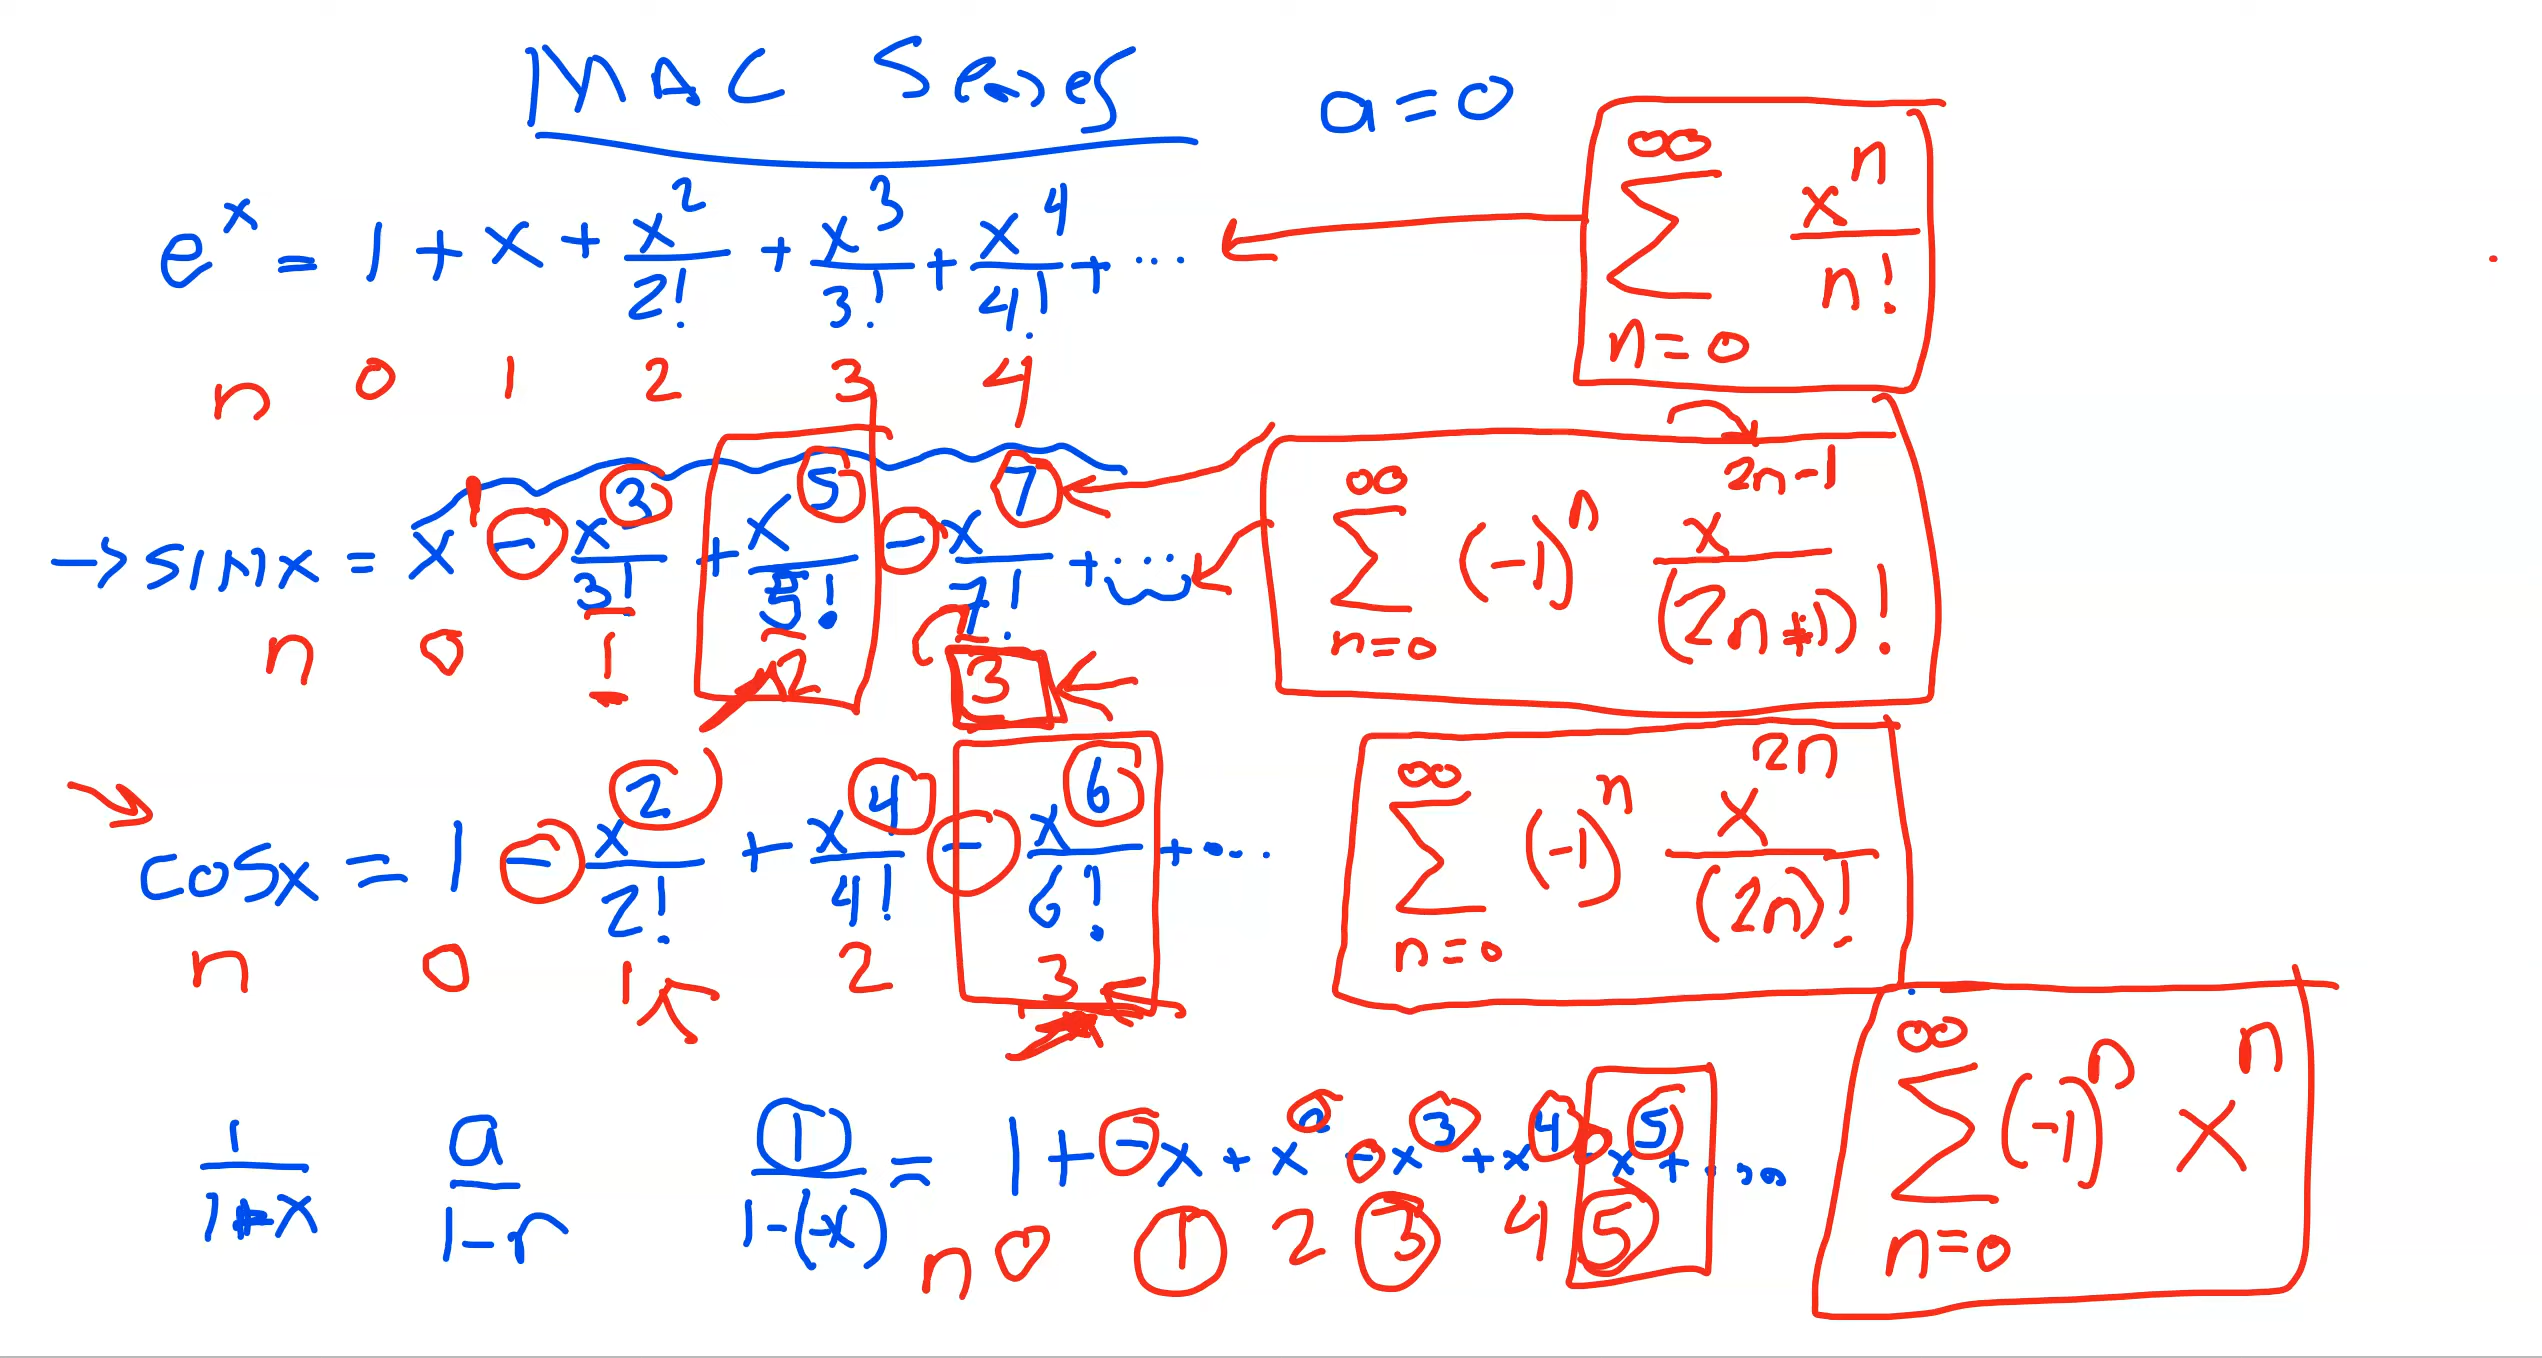 MAC Series a=0
e^x = 1 + x + x^2/2! + x^3/3! + x^4/4! + ... ∞ Σ n=0 x^n/n!
n 0 1 2 3 4
→ sinx = x^1 - x^3/3! + x^5/5! - x^7/7! + ... ∞ Σ n=0 (-1)^n x^2n-1/(2n+1)!
n 0 1 2 3
cosx = 1 - x^2/2! + x^4/4! - x^6/6! + ... ∞ Σ n=0 (-1)^n x^2n/(2n)!
n 0 1 2 3
1/1+x a/1-r 1/1-(-x) = 1 + -x + x^2 - x^3 + x^4 - x^5 + ... ∞ Σ n=0 (-1)^n x^n
n 0 1 2 3 4 5